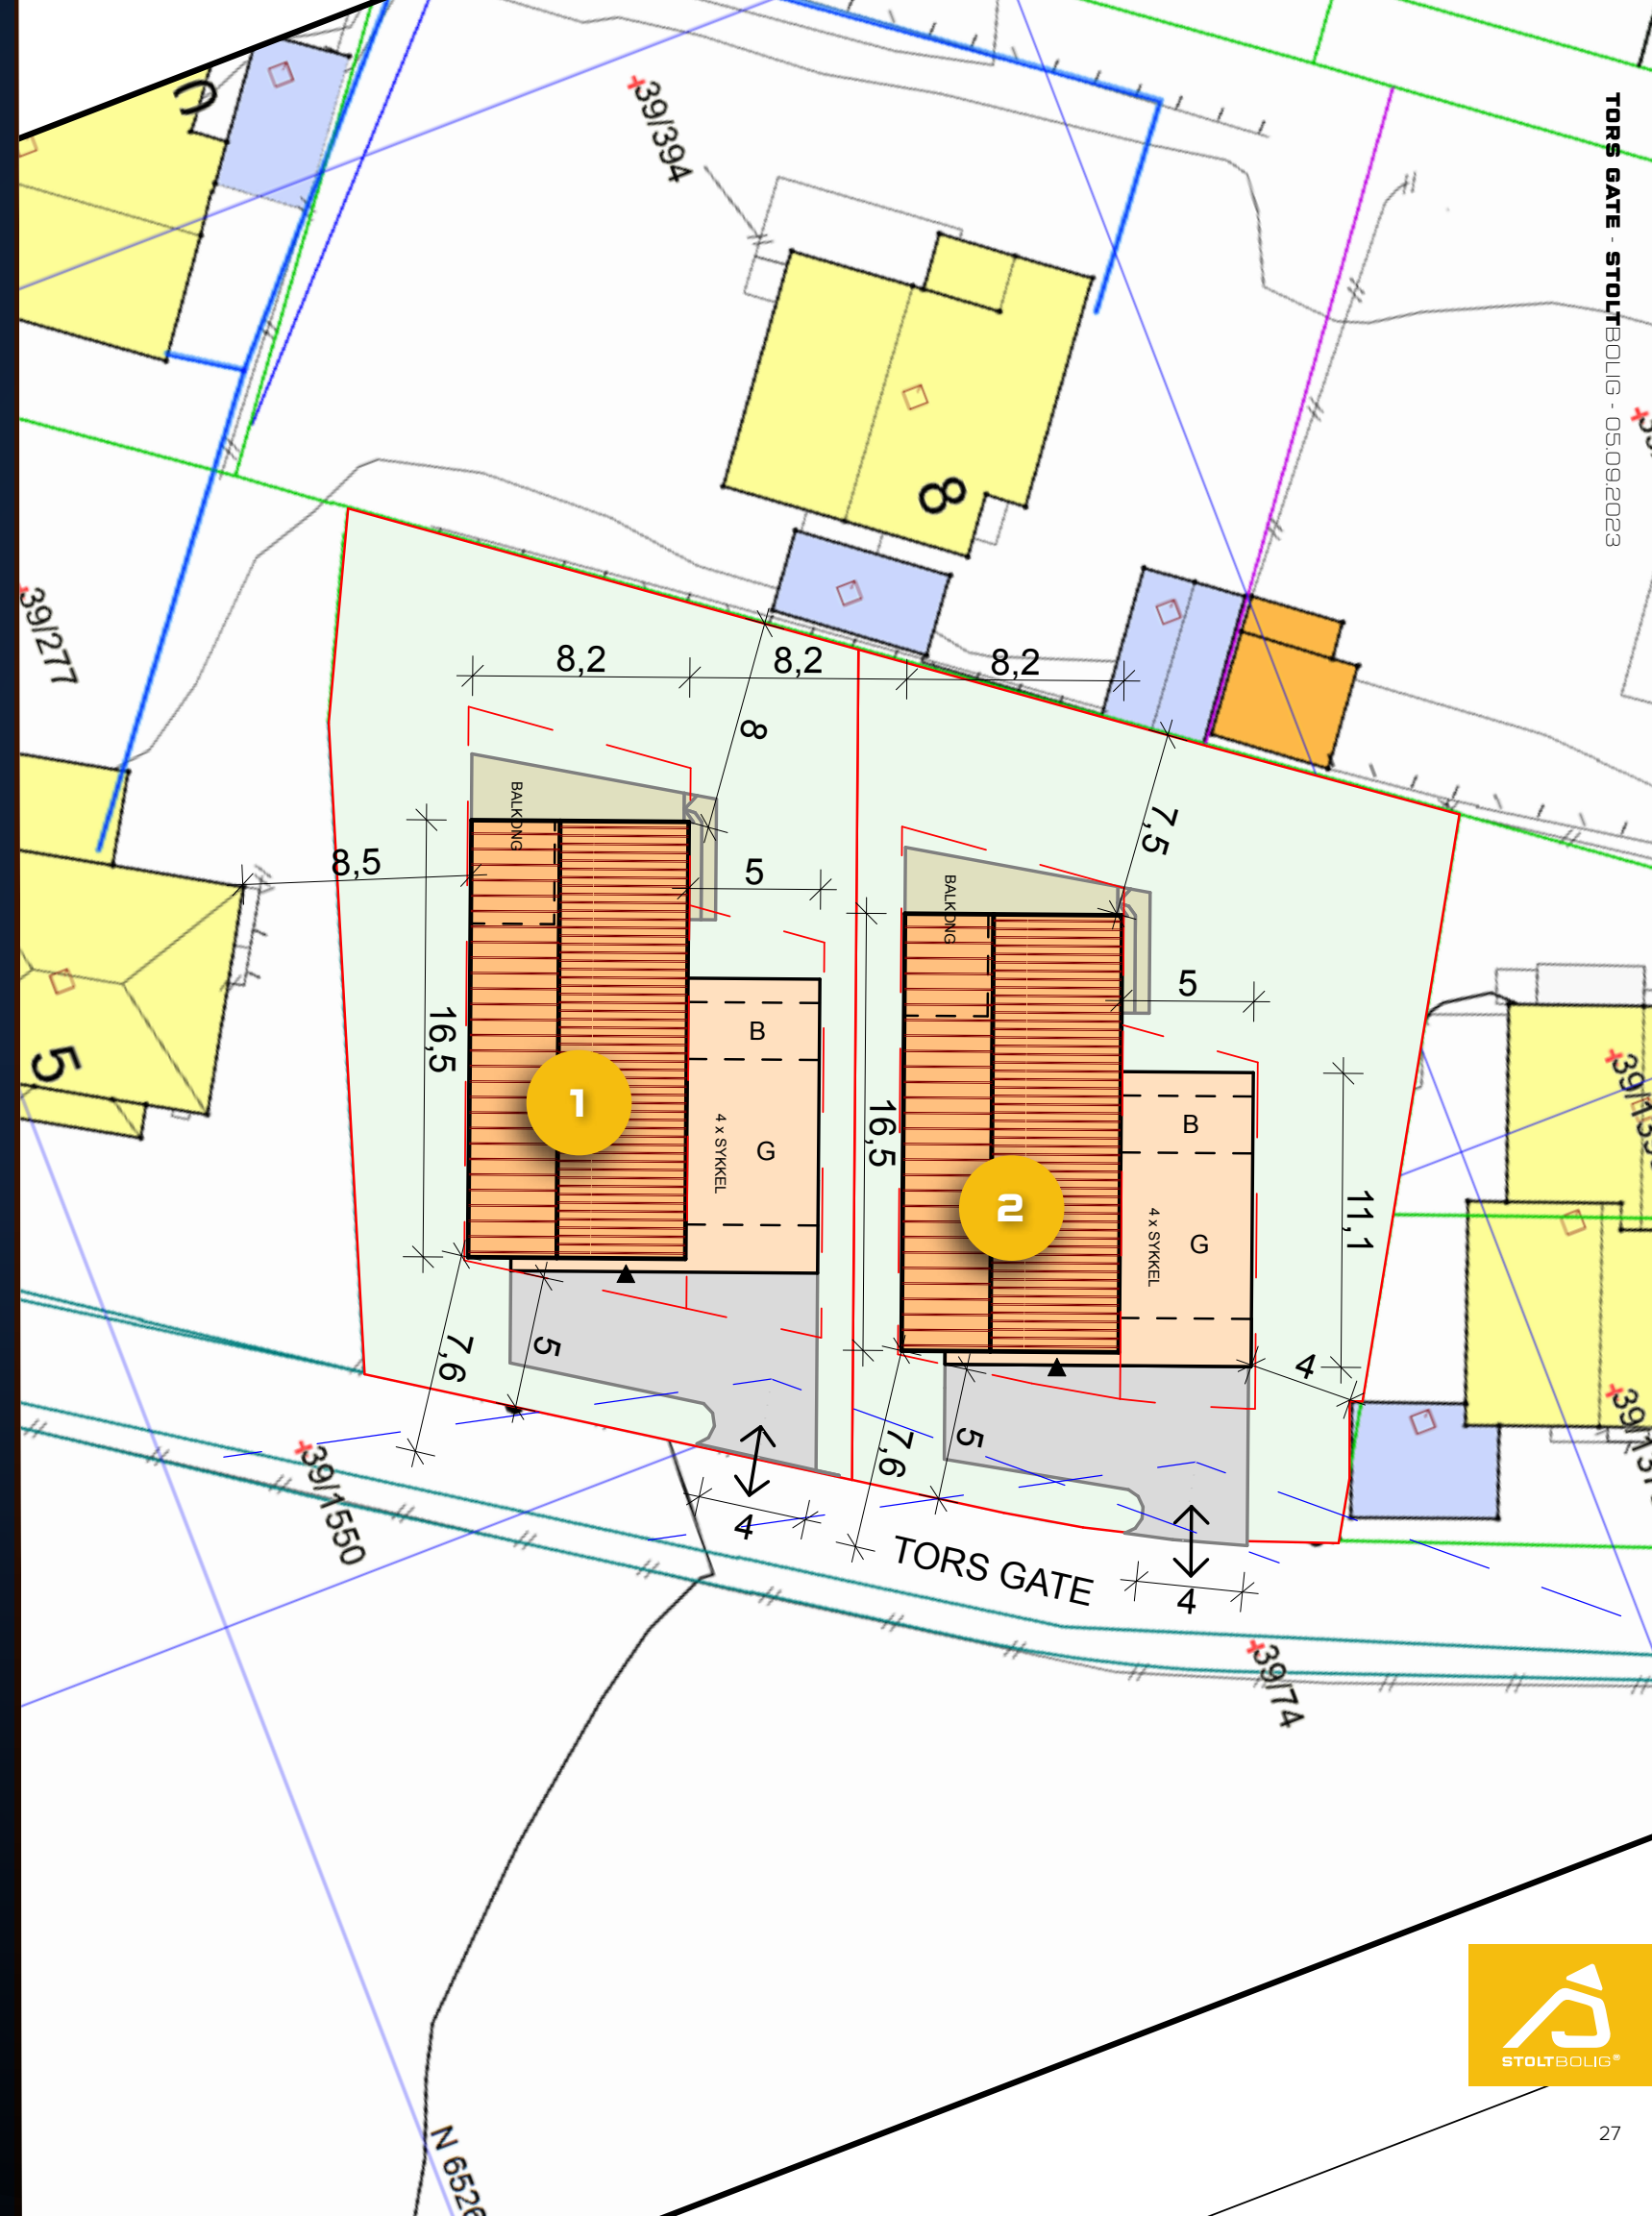 TORS GATE - STOLTBOLIG - 05.09.2023
39/394
8
39/277
8,2
8,2
8,2
8
7,5
BALKONG
8,5
5
BALKONG
5
16,5
B
5
1
4 x SYKKEL
G
16,5
B
2
4 x SYKKEL
G
11,1
7,6
5
4
7,6
5
39/1550
4
TORS GATE
4
39/74
STOLTBOLIG®
27
N 6526